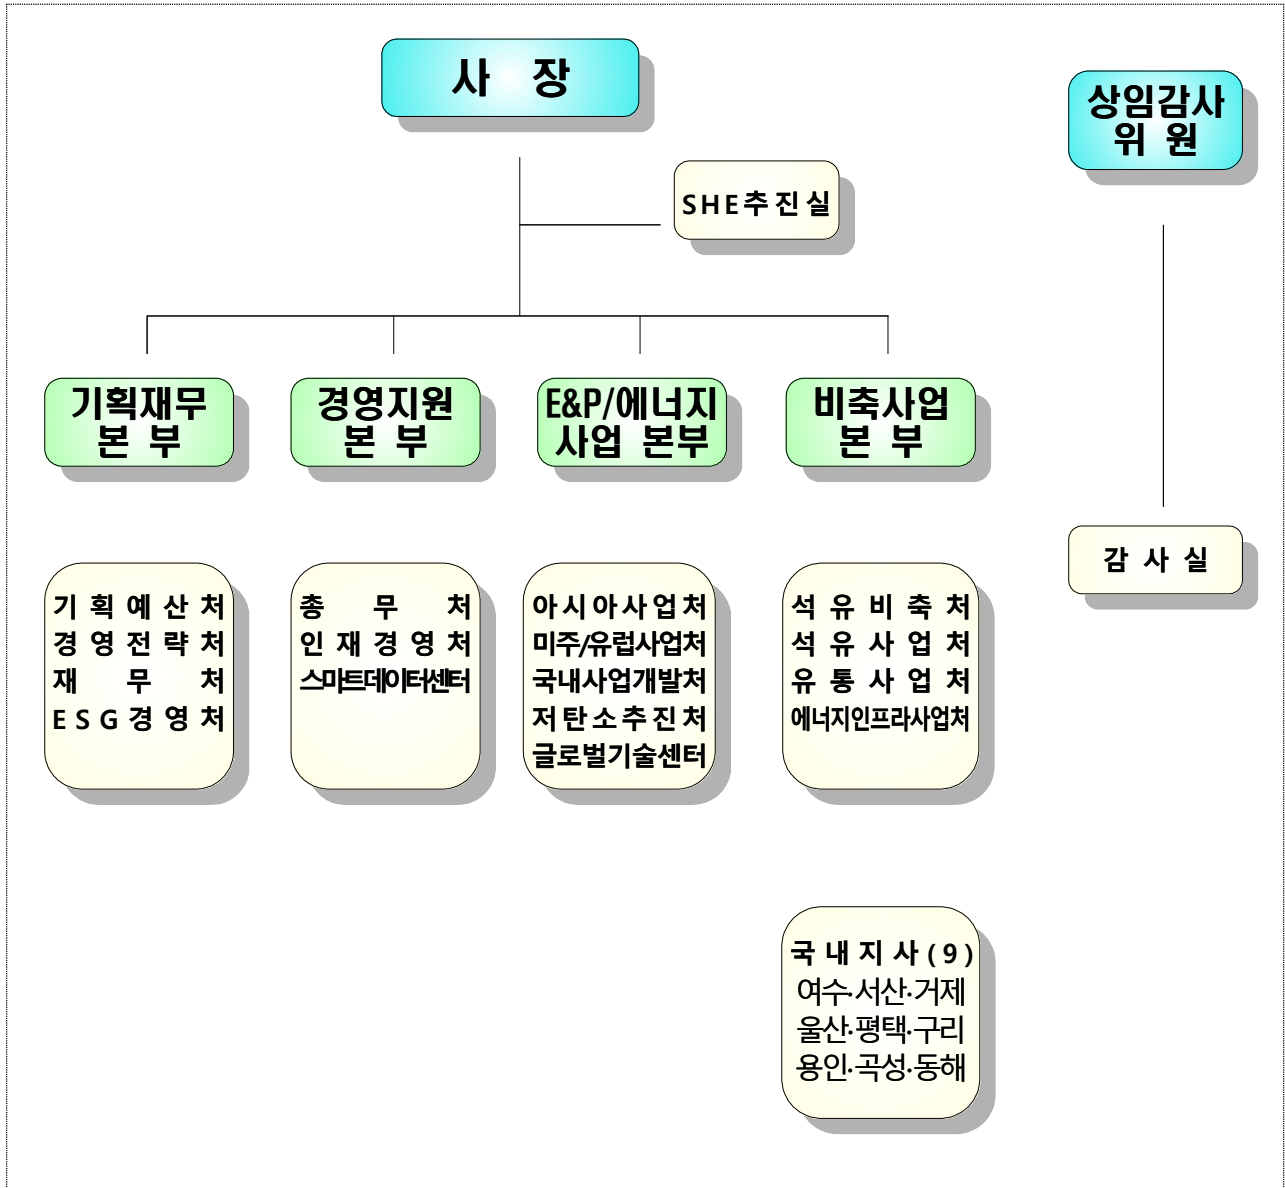 사 장
상임감사
위 원
SHE추진실
기획재무
본 부
경영지원
본 부
E&P/에너지
사업 본부
비축사업
본 부
감 사 실
기 획 예 산 처
경 영 전 략 처
재 무 처
E S G 경 영 처
총 무 처
인 재 경 영 처
스마트데이터센터
아시아사업처
미주/유럽사업처
국내사업개발처
저탄소추진처
글로벌기술센터
석 유 비 축 처
석 유 사 업 처
유 통 사 업 처
에너지인프라사업처
국 내 지 사 ( 9 )
여수·서산·거제
울산·평택·구리
용인·곡성·동해